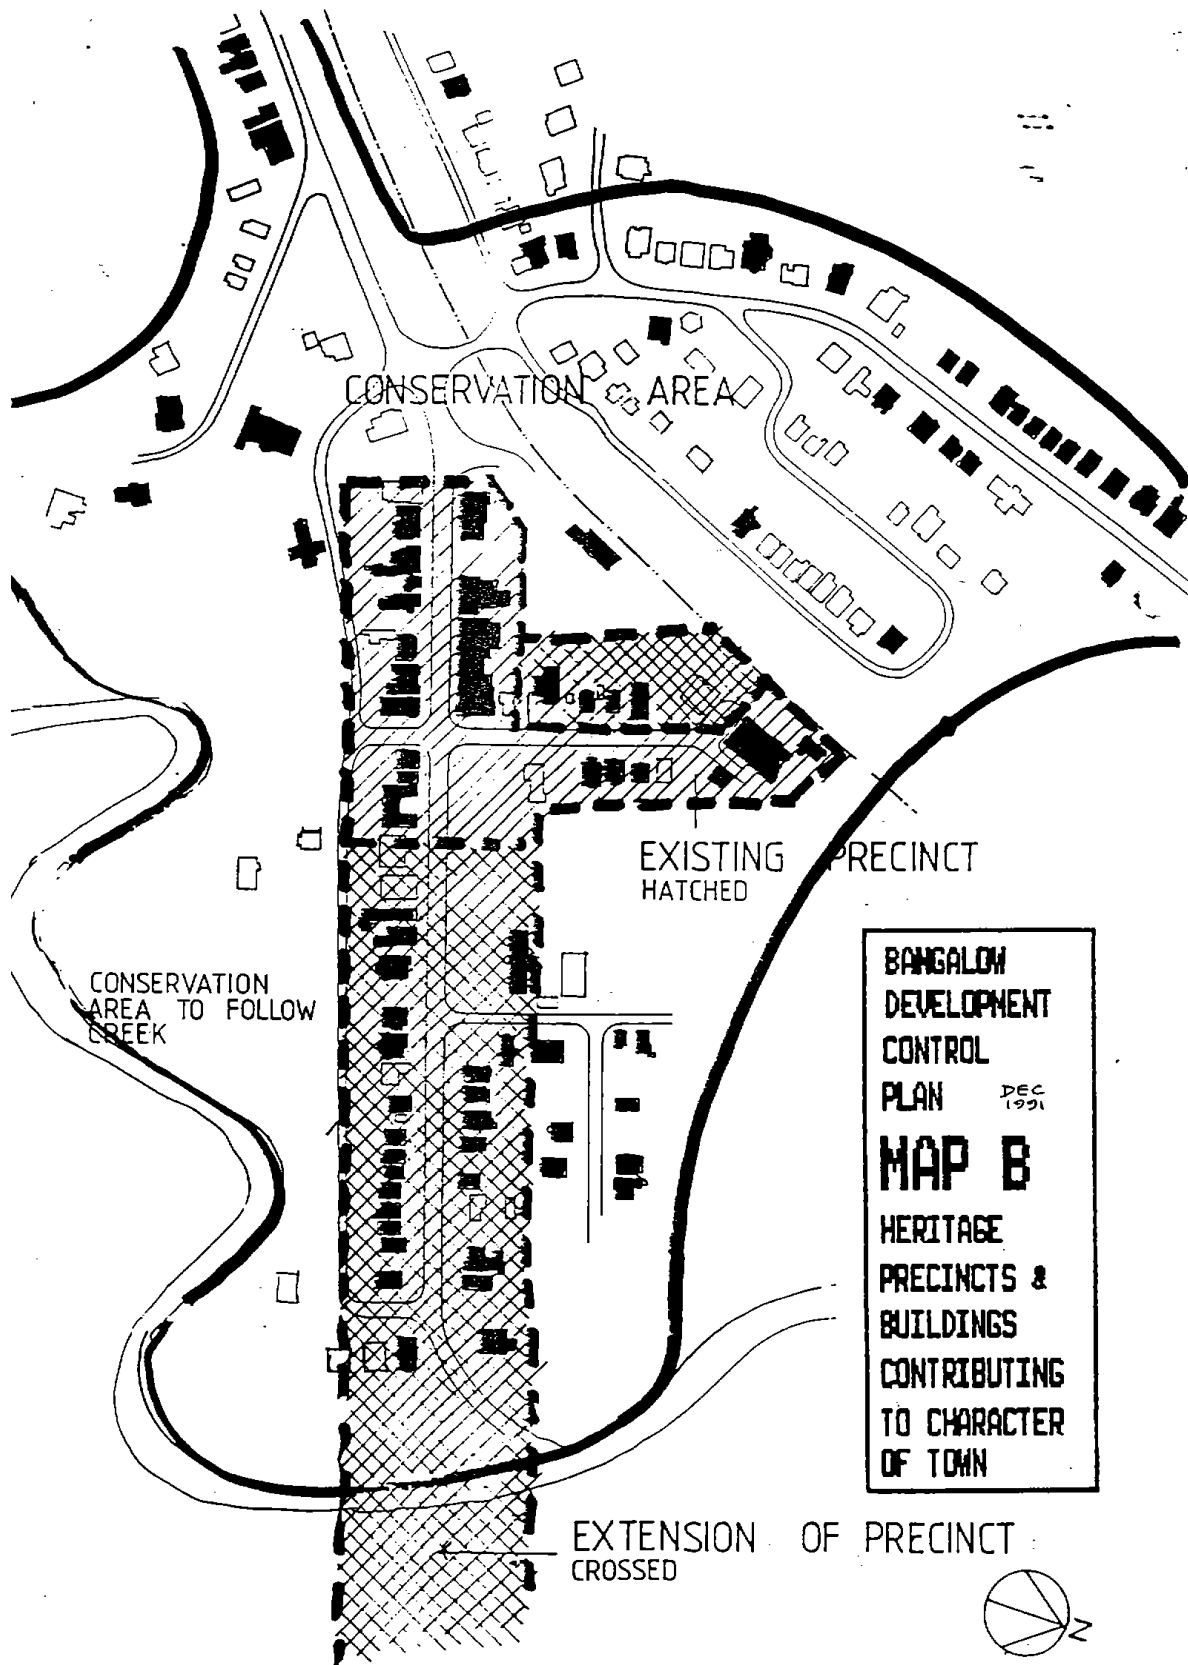 CONSERVATION AREA
EXISTING PRECINCT
HATCHED
CONSERVATION
AREA TO FOLLOW
CREEK
BANGALOW
DEVELOPMENT
CONTROL
PLAN DEC 1991
MAP B
HERITAGE
PRECINCTS &
BUILDINGS
CONTRIBUTING
TO CHARACTER
OF TOWN
EXTENSION OF PRECINCT
CROSSED
N